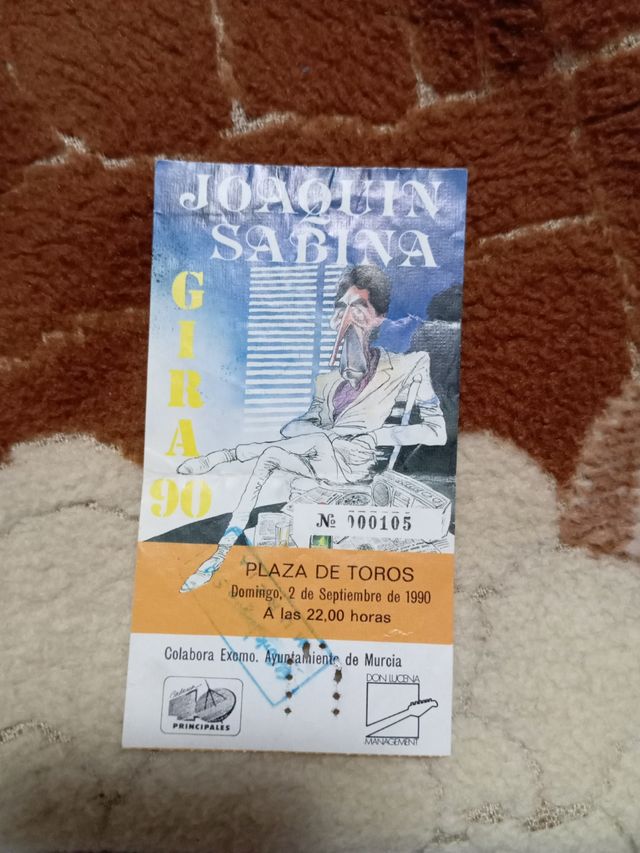 JOAQUIN
SABINA
GIRA
90
Nº 000105
PLAZA DE TOROS
Domingo, 2 de Septiembre de 1990
A las 22,00 horas
Colabora Excmo. Ayuntamiento de Murcia
PRINCIPALES
DON LUCENA
MANAGEMENT